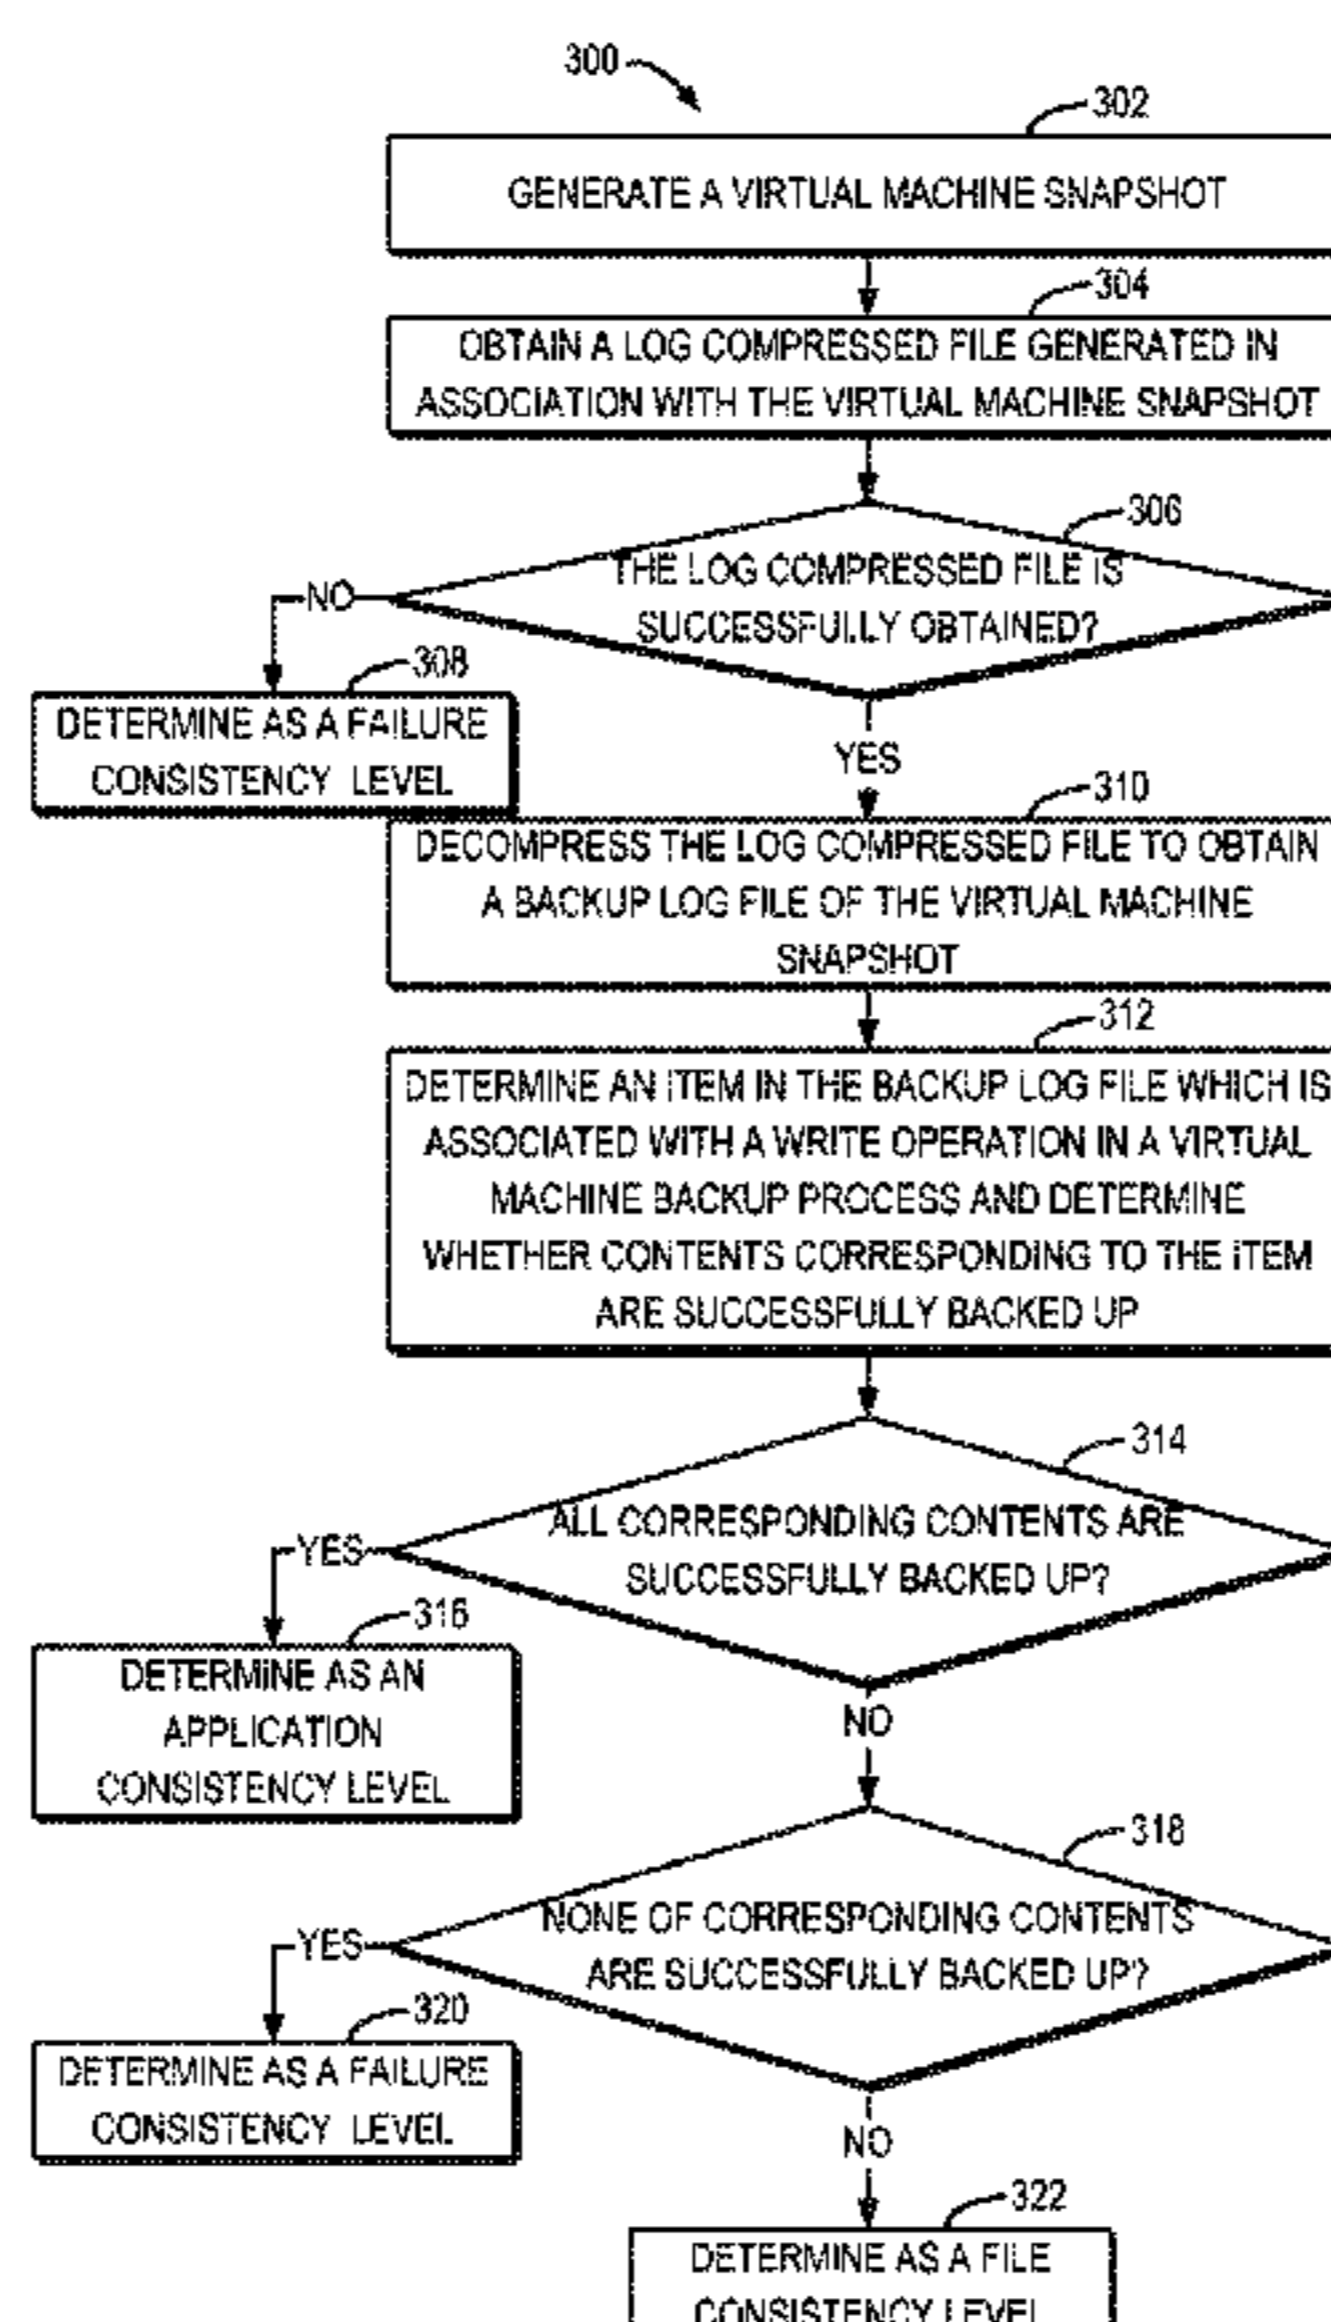 300
302
GENERATE A VIRTUAL MACHINE SNAPSHOT
304
OBTAIN A LOG COMPRESSED FILE GENERATED IN
ASSOCIATION WITH THE VIRTUAL MACHINE SNAPSHOT
306
THE LOG COMPRESSED FILE IS
SUCCESSFULLY OBTAINED?
NO
308
DETERMINE AS A FAILURE
CONSISTENCY LEVEL
YES
310
DECOMPRESS THE LOG COMPRESSED FILE TO OBTAIN
A BACKUP LOG FILE OF THE VIRTUAL MACHINE
SNAPSHOT
312
DETERMINE AN ITEM IN THE BACKUP LOG FILE WHICH IS
ASSOCIATED WITH A WRITE OPERATION IN A VIRTUAL
MACHINE BACKUP PROCESS AND DETERMINE
WHETHER CONTENTS CORRESPONDING TO THE ITEM
ARE SUCCESSFULLY BACKED UP
314
ALL CORRESPONDING CONTENTS ARE
SUCCESSFULLY BACKED UP?
YES
316
DETERMINE AS AN
APPLICATION
CONSISTENCY LEVEL
NO
318
NONE OF CORRESPONDING CONTENTS
ARE SUCCESSFULLY BACKED UP?
YES
320
DETERMINE AS A FAILURE
CONSISTENCY LEVEL
NO
322
DETERMINE AS A FILE
CONSISTENCY LEVEL